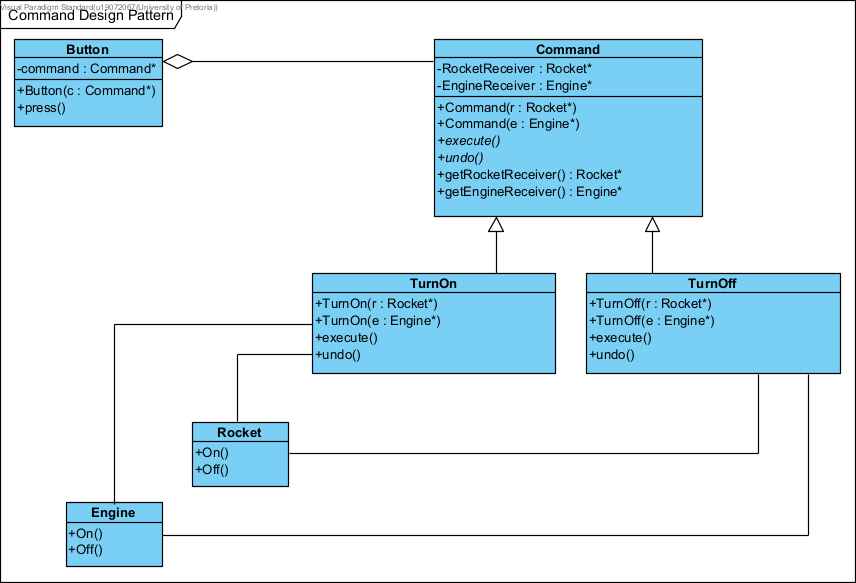 Visual Paradigm Standard(u19072067(University of Pretoria))
Command Design Pattern
Button
-command : Command*
+Button(c : Command*)
+press()
Command
-RocketReceiver : Rocket*
-EngineReceiver : Engine*
+Command(r : Rocket*)
+Command(e : Engine*)
+execute()
+undo()
+getRocketReceiver() : Rocket*
+getEngineReceiver() : Engine*
TurnOn
+TurnOn(r : Rocket*)
+TurnOn(e : Engine*)
+execute()
+undo()
TurnOff
+TurnOff(r : Rocket*)
+TurnOff(e : Engine*)
+execute()
+undo()
Rocket
+On()
+Off()
Engine
+On()
+Off()